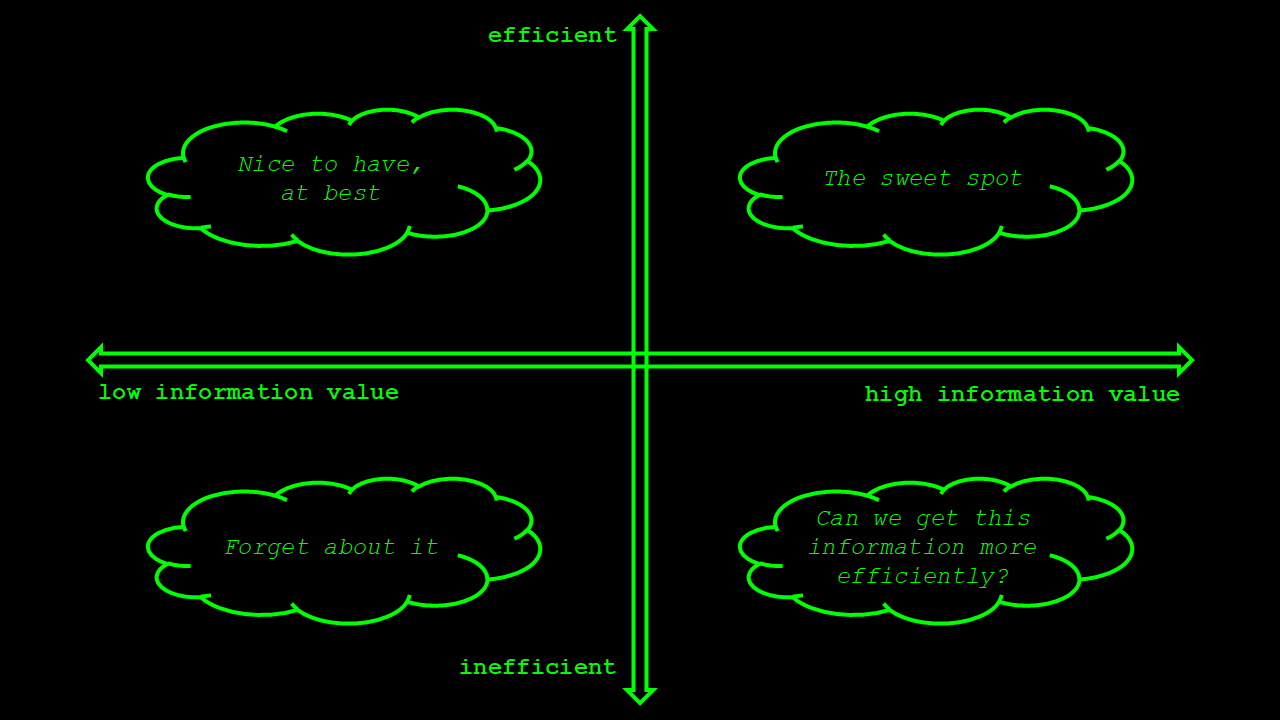 efficient
Nice to have,
at best
The sweet spot
low information value
high information value
Forget about it
Can we get this
information more
efficiently?
inefficient